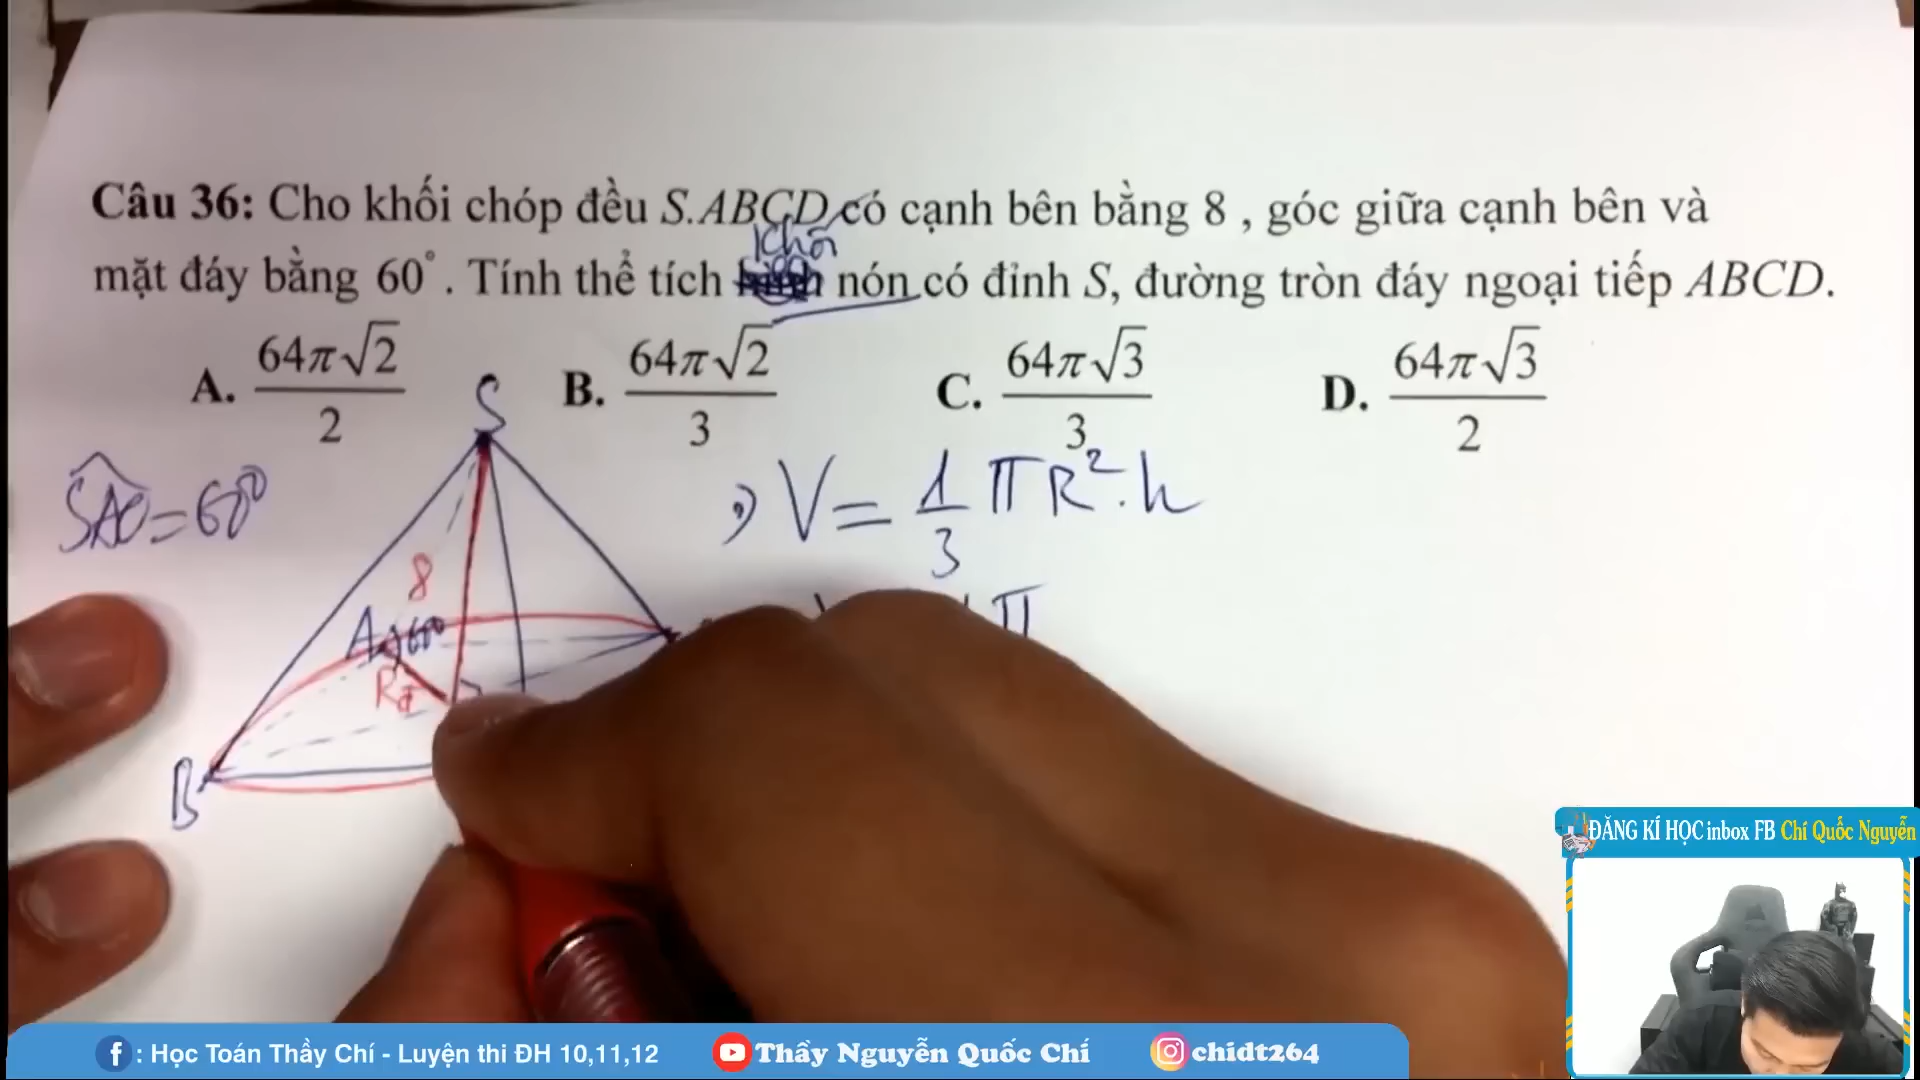 Câu 36: Cho khối chóp đều S.ABCD có cạnh bên bằng 8 , góc giữa cạnh bên và
khối
mặt đáy bằng 60°. Tính thể tích nón có đỉnh S, đường tròn đáy ngoại tiếp ABCD.
A. 64π√2/2 B. 64π√2/3 C. 64π√3/3 D. 64π√3/2
S
SAO = 60°
V = 1/3 π R². h
8
π
A 60°
R
B
ĐĂNG KÍ HỌC inbox FB Chí Quốc Nguyễn
f : Học Toán Thầy Chí - Luyện thi ĐH 10,11,12 Thầy Nguyễn Quốc Chí chidt264